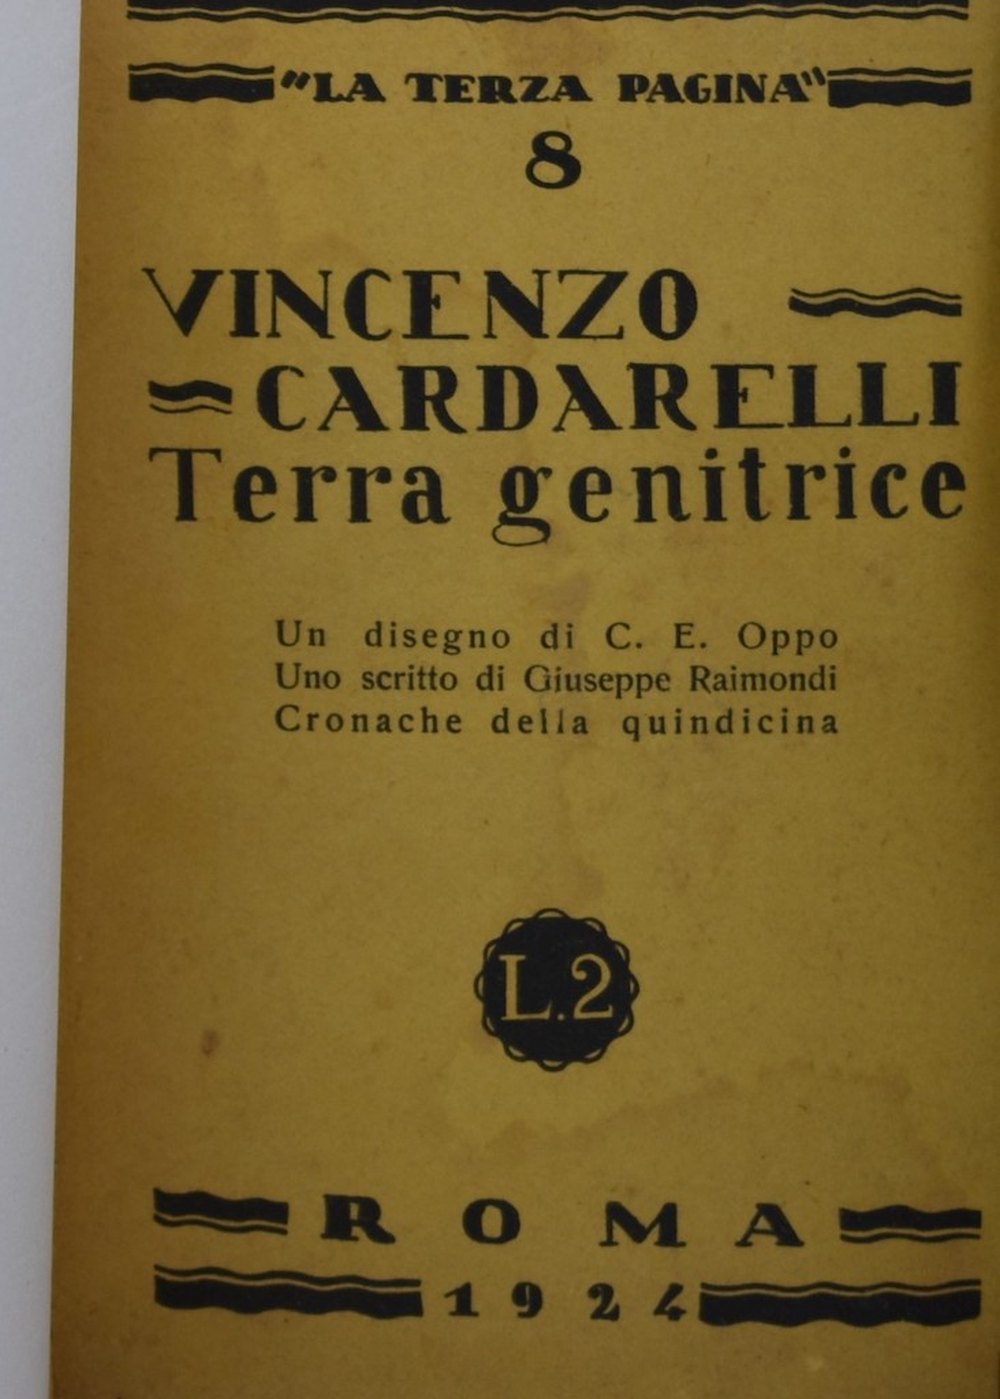 "LA TERZA PAGINA"
8
VINCENZO
CARDARELLI
Terra genitrice
Un disegno di C. E. Oppo
Uno scritto di Giuseppe Raimondi
Cronache della quindicina
L.2
ROMA
1924